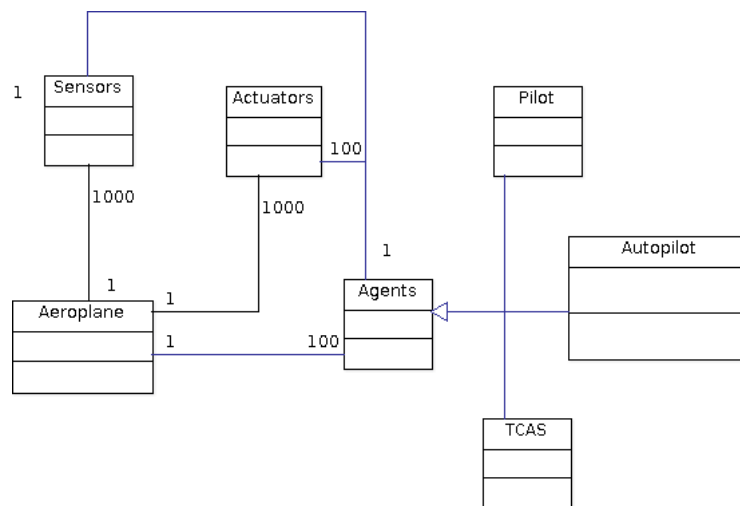 Sensors
1
Actuators
Pilot
100
1000
1000
Autopilot
1
Agents
1
1
Aeroplane
1
100
TCAS